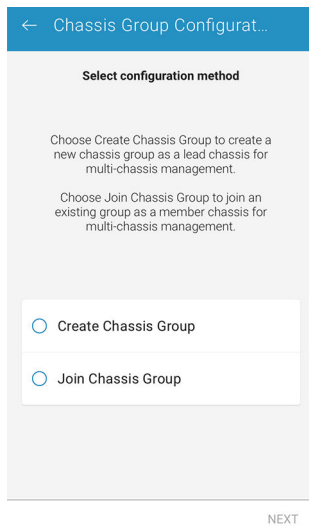 Chassis Group Configurat...
Select configuration method
Choose Create Chassis Group to create a
new chassis group as a lead chassis for
multi-chassis management.
Choose Join Chassis Group to join an
existing group as a member chassis for
multi-chassis management.
Create Chassis Group
Join Chassis Group
NEXT